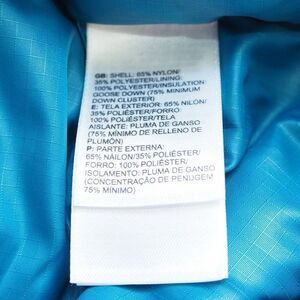 GB: SHELL: 65% NYLON/
35% POLYESTER/LINING:
100% POLYESTER/INSULATION:
GOOSE DOWN (75% MINIMUM
DOWN CLUSTER)
E: TELA EXTERIOR: 65% NILÓN/
35% POLIÉSTER/FORRO
100% POLIÉSTER/TELA
AISLANTE: PLUMA DE GANSO
(75% MÍNIMO DE RELLENO DE
PLUMÓN)
P: PARTE EXTERNA:
65% NÁILON/35% POLIÉSTER/
FORRO: 100% POLIÉSTER/
ISOLAMENTO: PLUMA DE GANSO
(CONCENTRAÇÃO DE PENUGEM
75% MÍNIMO)